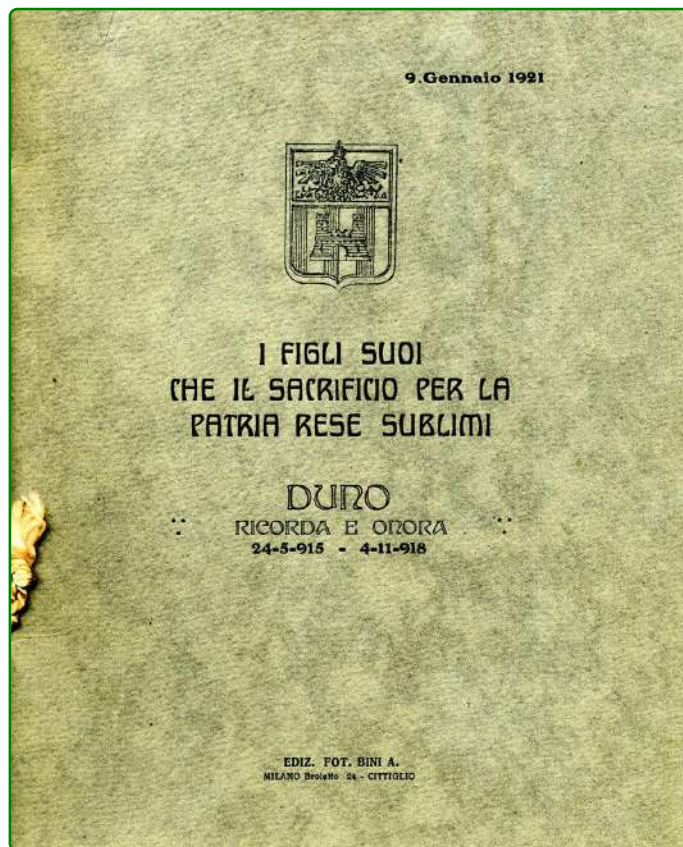 9.Gennaio 1921
I FIGLI SUOI
CHE IL SACRIFICIO PER LA
PATRIA RESE SUBLIMI
DUNO
RICORDA E ONORA
24-5-915 - 4-11-918
EDIZ. FOT. BINI A.
MILANO Broletto 24 - CITTIGLIO